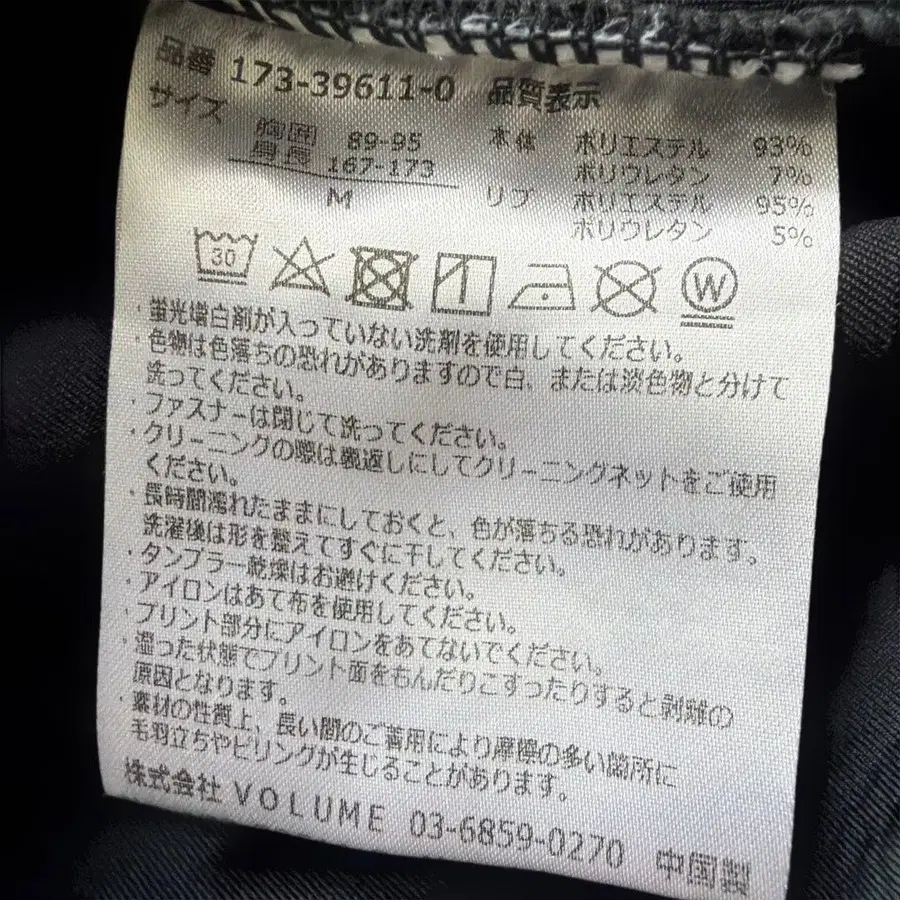 品番 173-39611-0 品質表示
サイズ
胸囲 89-95
身長 167-173
M
本体 ポリエステル 93%
ポリウレタン 7%
リブ ポリエステル 95%
ポリウレタン 5%
30
W
・蛍光増白剤が入っていない洗剤を使用してください。
・色物は色落ちの恐れがありますので白、または淡色物と分けて
洗ってください。
・ファスナーは閉じて洗ってください。
・クリーニングの際は裏返しにしてクリーニングネットをご使用
ください。
・長時間濡れたままにしておくと、色が落ちる恐れがあります。
洗濯後は形を整えてすぐに干してください。
・タンブラー乾燥はお避けください。
・アイロンはあて布を使用してください。
・プリント部分にアイロンをあてないでください。
・湿った状態でプリント面をもんだりこすったりすると剥離の
原因となります。
・素材の性質上、長い間のご着用により摩擦の多い箇所に
毛羽立ちやピリングが生じることがあります。
株式会社 VOLUME 03-6859-0270 中国製